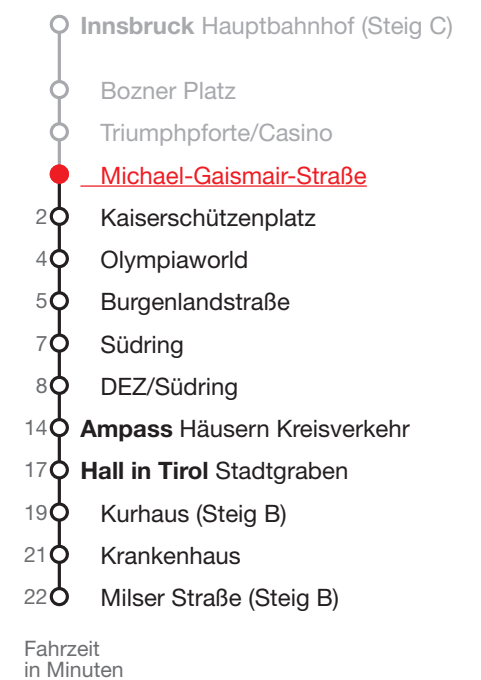 Innsbruck Hauptbahnhof (Steig C)
Bozner Platz
Triumphpforte/Casino
Michael-Gaismair-Straße
2 Kaiserschützenplatz
4 Olympiaworld
5 Burgenlandstraße
7 Südring
8 DEZ/Südring
14 Ampass Häusern Kreisverkehr
17 Hall in Tirol Stadtgraben
19 Kurhaus (Steig B)
21 Krankenhaus
22 Milser Straße (Steig B)
Fahrzeit
in Minuten